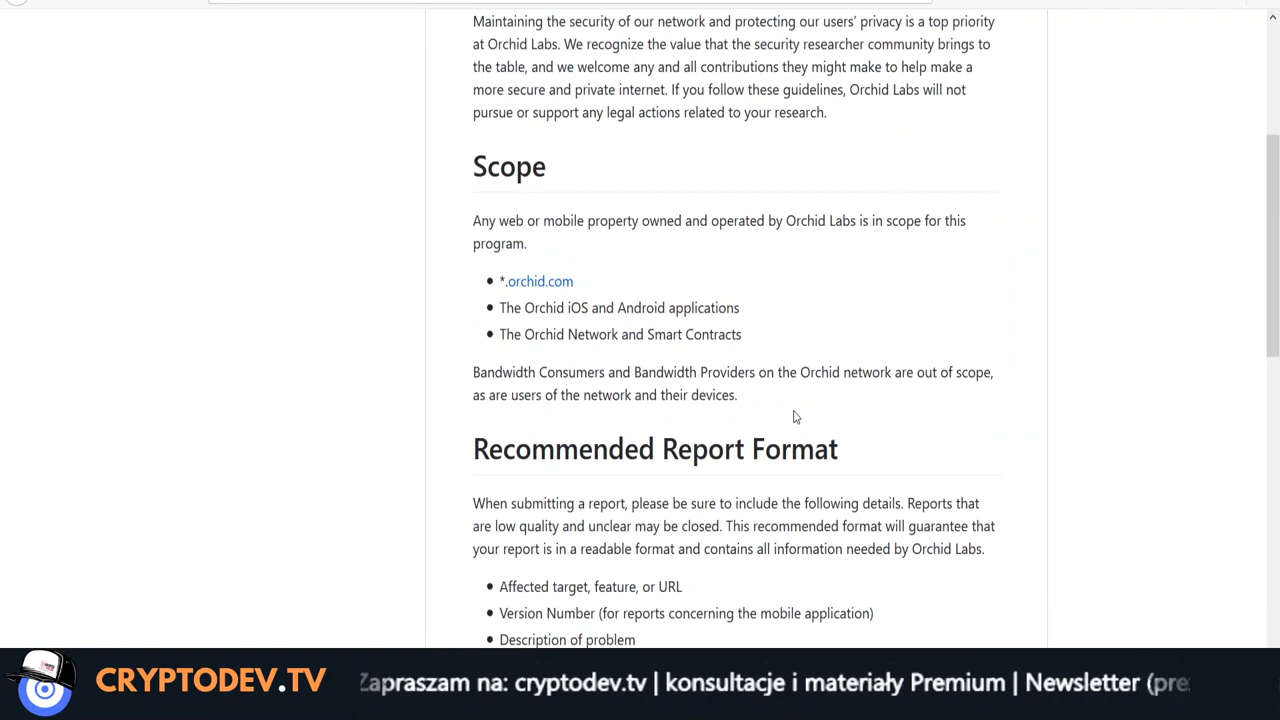 Maintaining the security of our network and protecting our users’ privacy is a top priority
at Orchid Labs. We recognize the value that the security researcher community brings to
the table, and we welcome any and all contributions they might make to help make a
more secure and private internet. If you follow these guidelines, Orchid Labs will not
pursue or support any legal actions related to your research.
Scope
Any web or mobile property owned and operated by Orchid Labs is in scope for this
program.
• *.orchid.com
• The Orchid iOS and Android applications
• The Orchid Network and Smart Contracts
Bandwidth Consumers and Bandwidth Providers on the Orchid network are out of scope,
as are users of the network and their devices.
Recommended Report Format
When submitting a report, please be sure to include the following details. Reports that
are low quality and unclear may be closed. This recommended format will guarantee that
your report is in a readable format and contains all information needed by Orchid Labs.
• Affected target, feature, or URL
• Version Number (for reports concerning the mobile application)
• Description of problem
CRYPTODEV.TV
Zapraszam na: cryptodev.tv | konsultacje i materiały Premium | Newsletter (pre